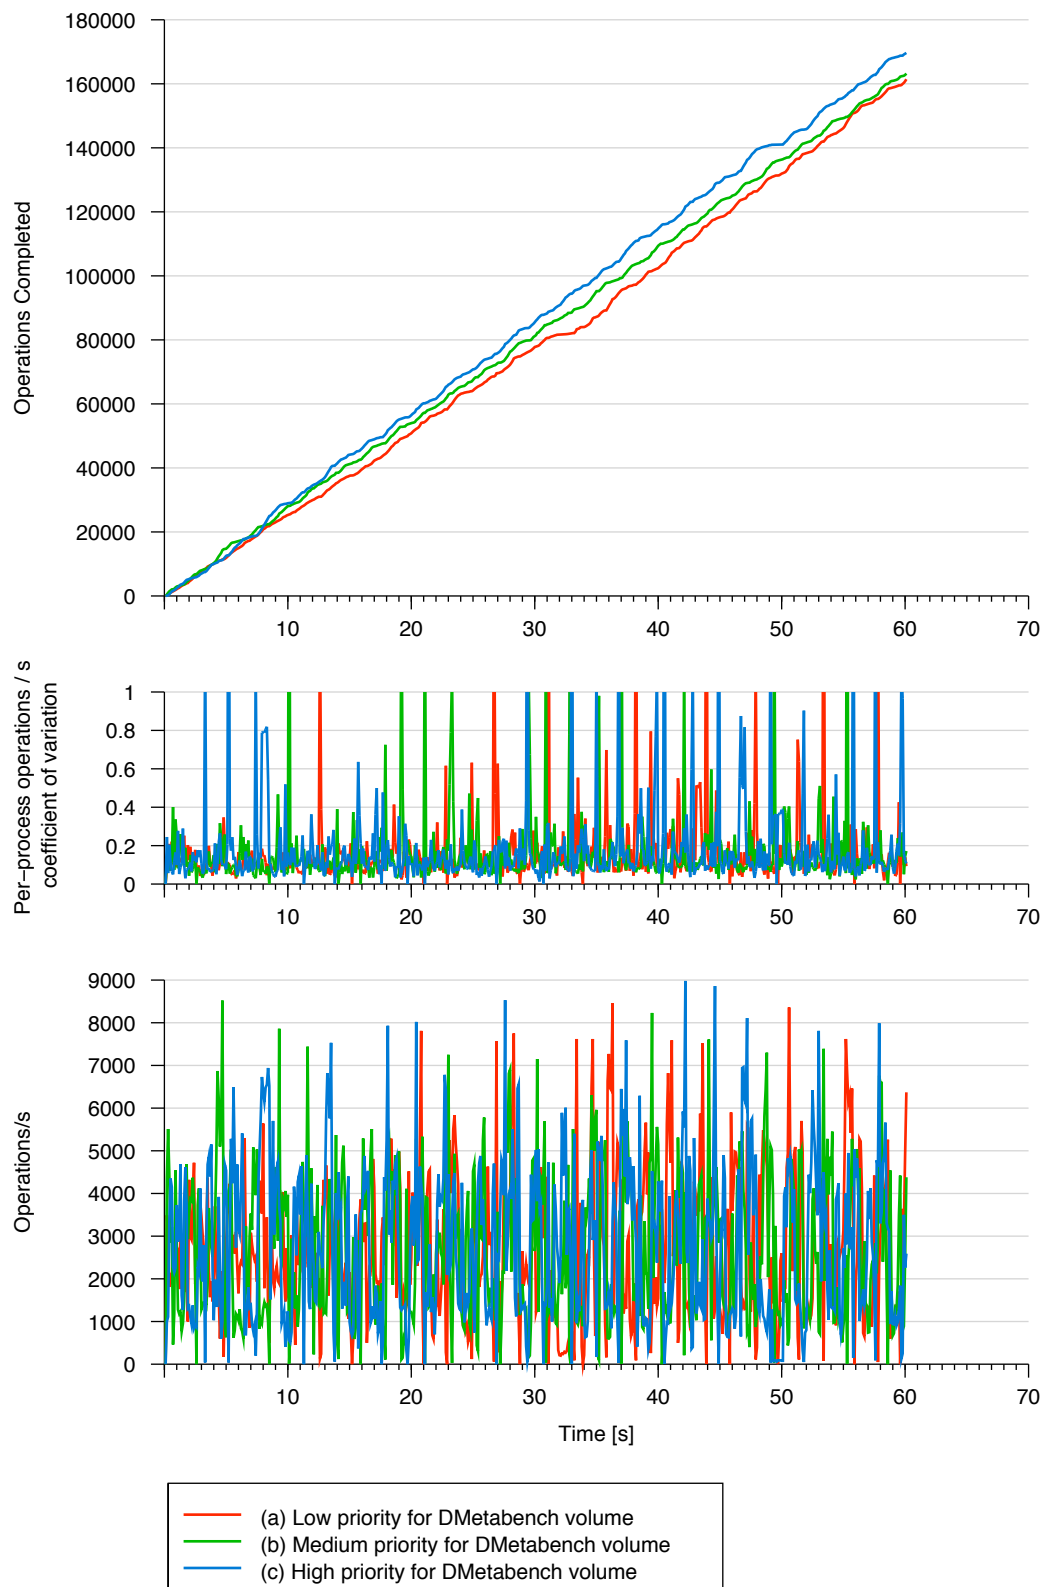 180000
160000
140000
120000
100000
80000
60000
40000
20000
0
Operations Completed
10 20 30 40 50 60 70
Per-process operations / s
coefficient of variation
1
0.8
0.6
0.4
0.2
0
10 20 30 40 50 60 70
9000
8000
7000
6000
5000
4000
3000
2000
1000
0
Operations/s
10 20 30 40 50 60 70
Time [s]
(a) Low priority for DMetabench volume
(b) Medium priority for DMetabench volume
(c) High priority for DMetabench volume